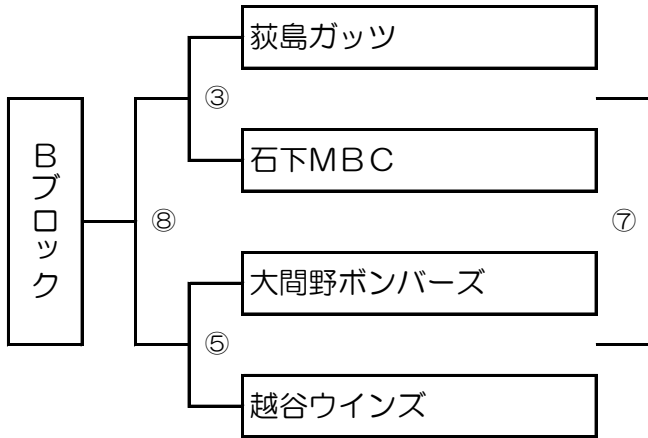 荻島ガッツ
③
石下ＭＢＣ
Ｂブロック
⑧
⑦
大間野ボンバーズ
⑤
越谷ウインズ